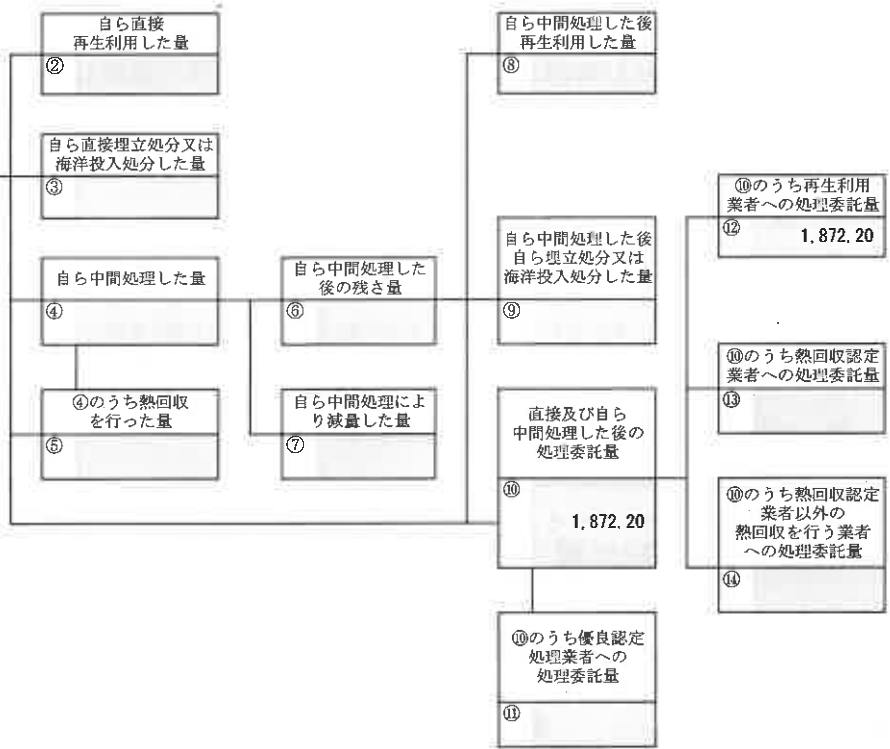 自ら直接
再生利用した量
②
自ら直接埋立処分又は
海洋投入処分した量
③
自ら中間処理した量
④
④のうち熱回収
を行った量
⑤
自ら中間処理した
後の残さ量
⑥
自ら中間処理によ
り減量した量
⑦
自ら中間処理した後
再生利用した量
⑧
自ら中間処理した後
自ら埋立処分又は
海洋投入処分した量
⑨
直接及び自ら
中間処理した後の
処理委託量
⑩
1,872.20
⑩のうち優良認定
処理業者への
処理委託量
⑪
⑩のうち再生利用
業者への処理委託量
⑫
1,872.20
⑩のうち熱回収認定
業者への処理委託量
⑬
⑩のうち熱回収認定
業者以外の
熱回収を行う業者
への処理委託量
⑭